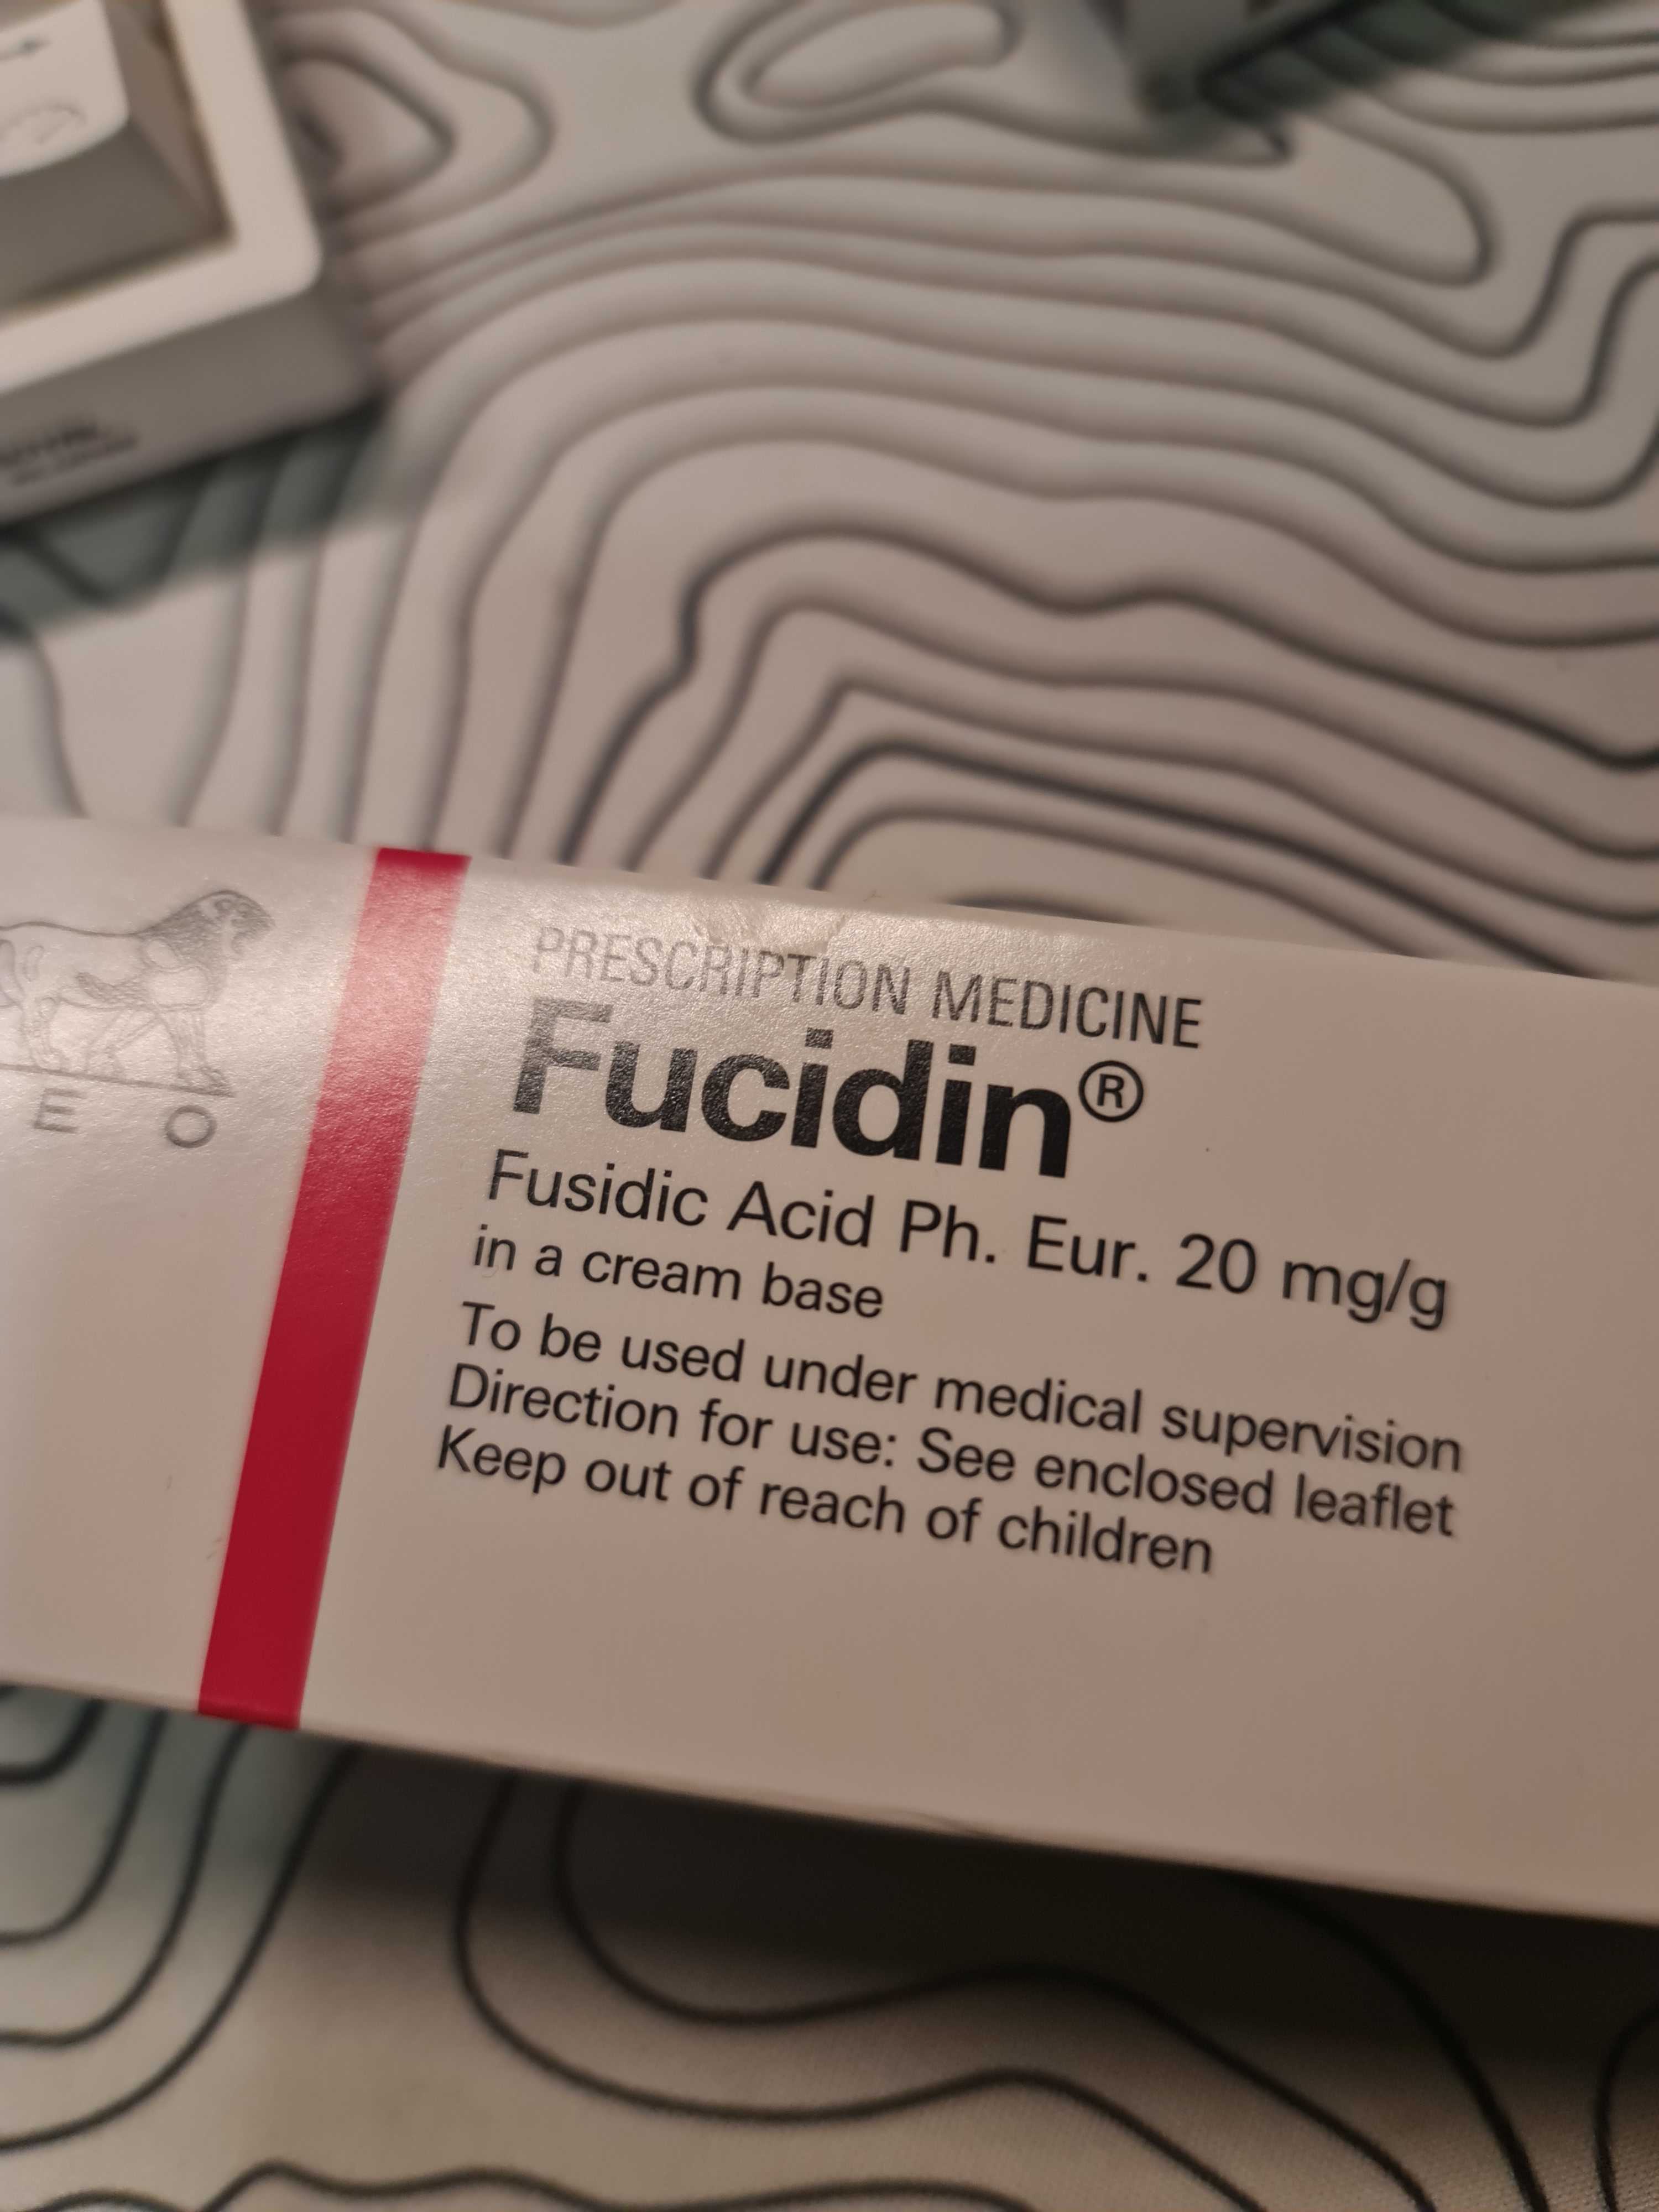 PRESCRIPTION MEDICINE
Fucidin®
Fusidic Acid Ph. Eur. 20 mg/g
in a cream base
To be used under medical supervision
Direction for use: See enclosed leaflet
Keep out of reach of children
E O